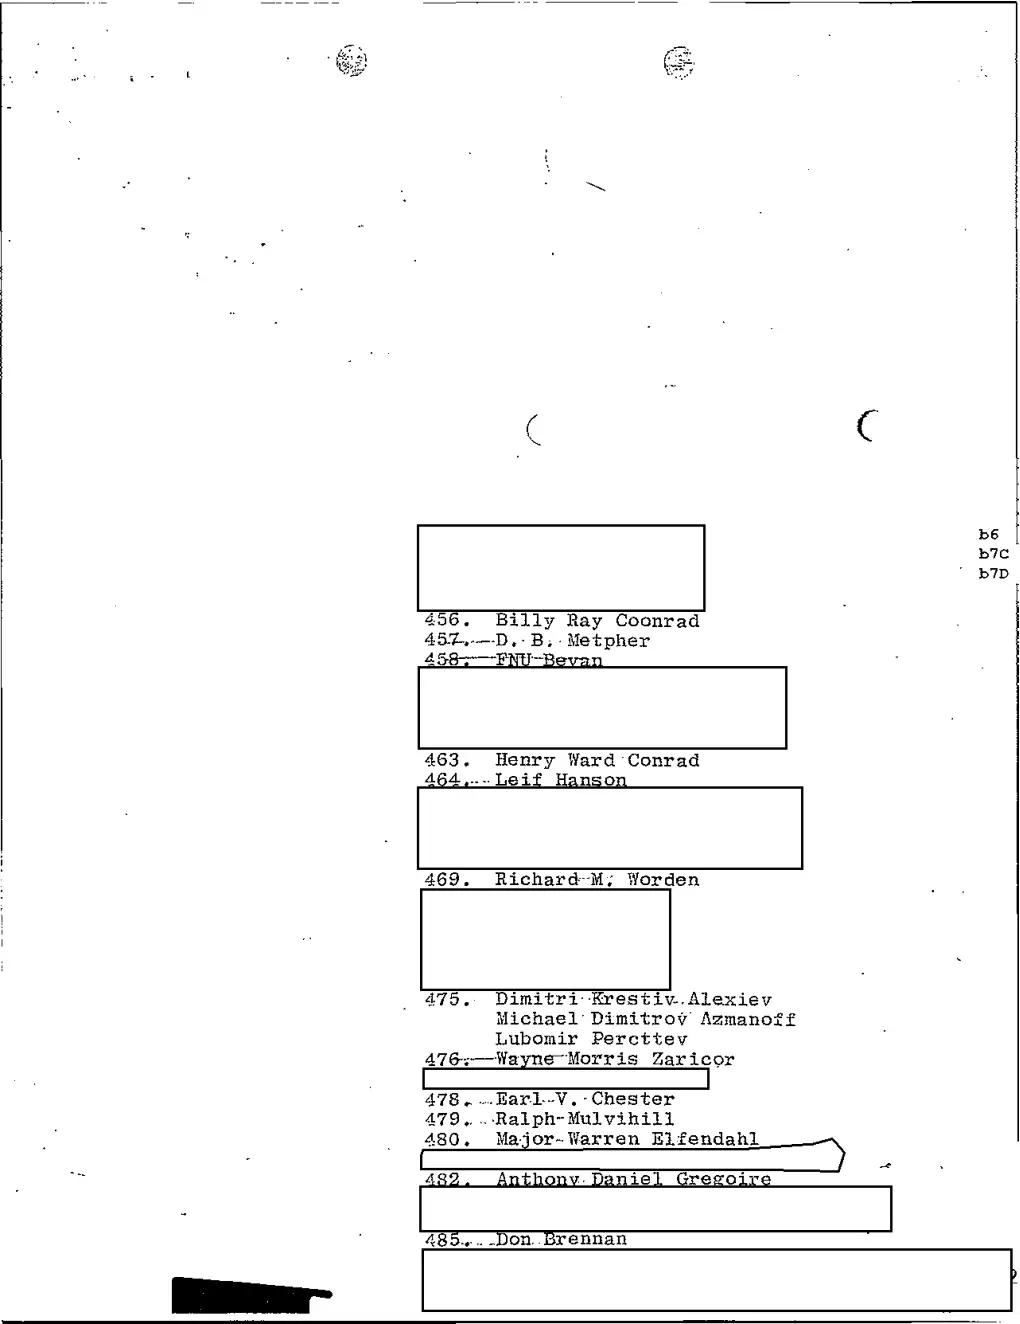 b6
b7C
b7D
456. Billy Ray Coonrad
457. D. B. Metpher
458. FNU Bevan
463. Henry Ward Conrad
464. Leif Hanson
469. Richard M. Worden
475. Dimitri Krestiv Alexiev
Michael Dimitrov Azmanoff
Lubomir Percttev
476. Wayne Morris Zaricor
478. Earl V. Chester
479. Ralph Mulvihill
480. Major Warren Elfendahl
482. Anthony Daniel Gregoire
485. Don Brennan